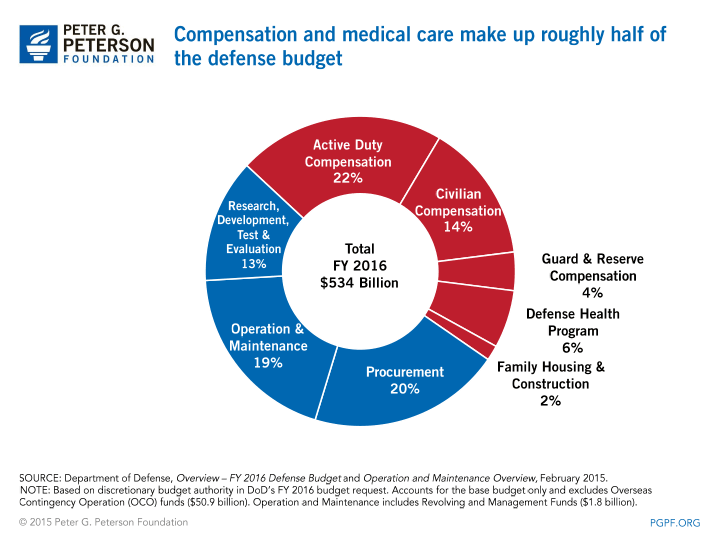 PETER G.
PETERSON
FOUNDATION
Compensation and medical care make up roughly half of
the defense budget
Active Duty
Compensation
22%
Civilian
Compensation
14%
Guard & Reserve
Compensation
4%
Defense Health
Program
6%
Family Housing &
Construction
2%
Procurement
20%
Operation &
Maintenance
19%
Research,
Development,
Test &
Evaluation
13%
Total
FY 2016
$534 Billion
SOURCE: Department of Defense, Overview – FY 2016 Defense Budget and Operation and Maintenance Overview, February 2015.
NOTE: Based on discretionary budget authority in DoD's FY 2016 budget request. Accounts for the base budget only and excludes Overseas
Contingency Operation (OCO) funds ($50.9 billion). Operation and Maintenance includes Revolving and Management Funds ($1.8 billion).
© 2015 Peter G. Peterson Foundation
PGPF.ORG